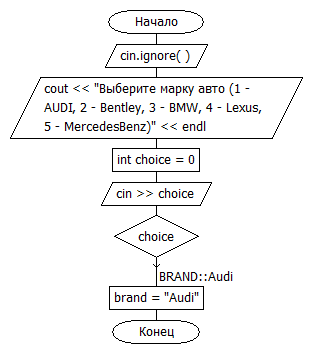 Начало
cin.ignore( )
cout << "Выберите марку авто (1 -
AUDI, 2 - Bentley, 3 - BMW, 4 - Lexus,
5 - MercedesBenz)" << endl
int choice = 0
cin >> choice
choice
BRAND::Audi
brand = "Audi"
Конец